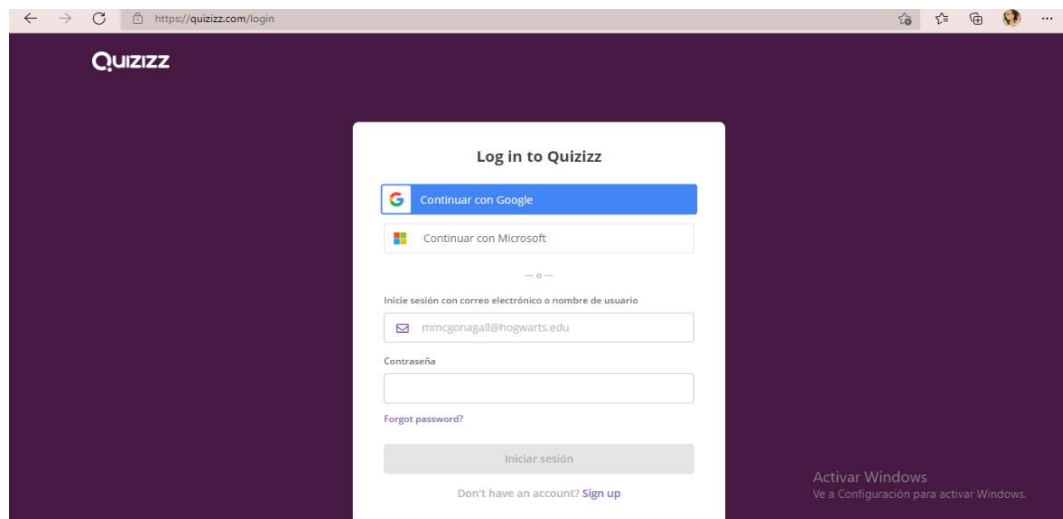 https://quizizz.com/login
Quizizz
Log in to Quizizz
Continuar con Google
Continuar con Microsoft
— o —
Inicie sesión con correo electrónico o nombre de usuario
mmcgonagall@hogwarts.edu
Contraseña
Forgot password?
Iniciar sesión
Don't have an account? Sign up
Activar Windows
Ve a Configuración para activar Windows.